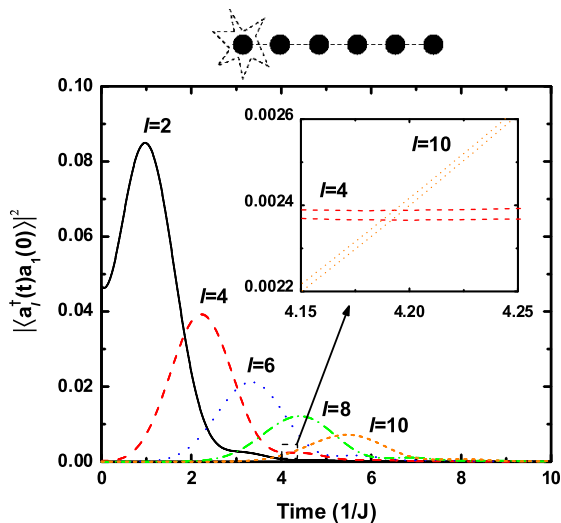 0.10
0.08
0.06
0.04
0.02
0.00
|⟨a_l^†(t)a_1(0)⟩|^2
l=2
l=4
l=6
l=8
l=10
0.0026
0.0024
0.0022
l=10
l=4
4.15 4.20 4.25
0 2 4 6 8 10
Time (1/J)